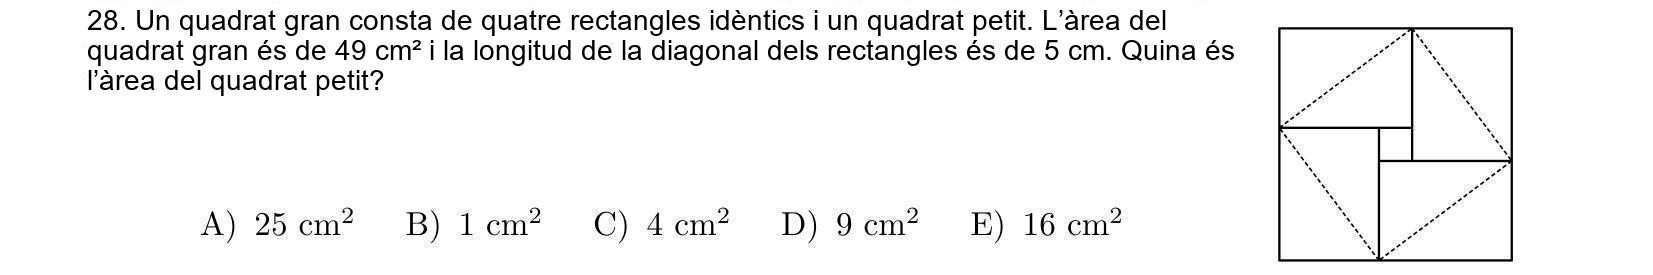 28. Un quadrat gran consta de quatre rectangles idèntics i un quadrat petit. L’àrea del
quadrat gran és de 49 cm² i la longitud de la diagonal dels rectangles és de 5 cm. Quina és
l’àrea del quadrat petit?
A) 25 cm² B) 1 cm² C) 4 cm² D) 9 cm² E) 16 cm²